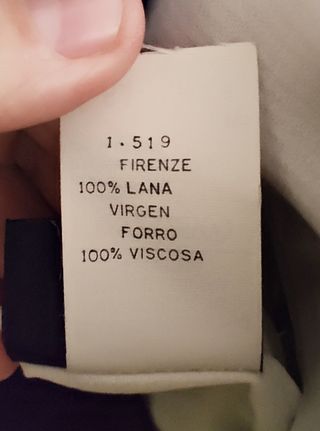 1.519
FIRENZE
100% LANA
VIRGEN
FORRO
100% VISCOSA